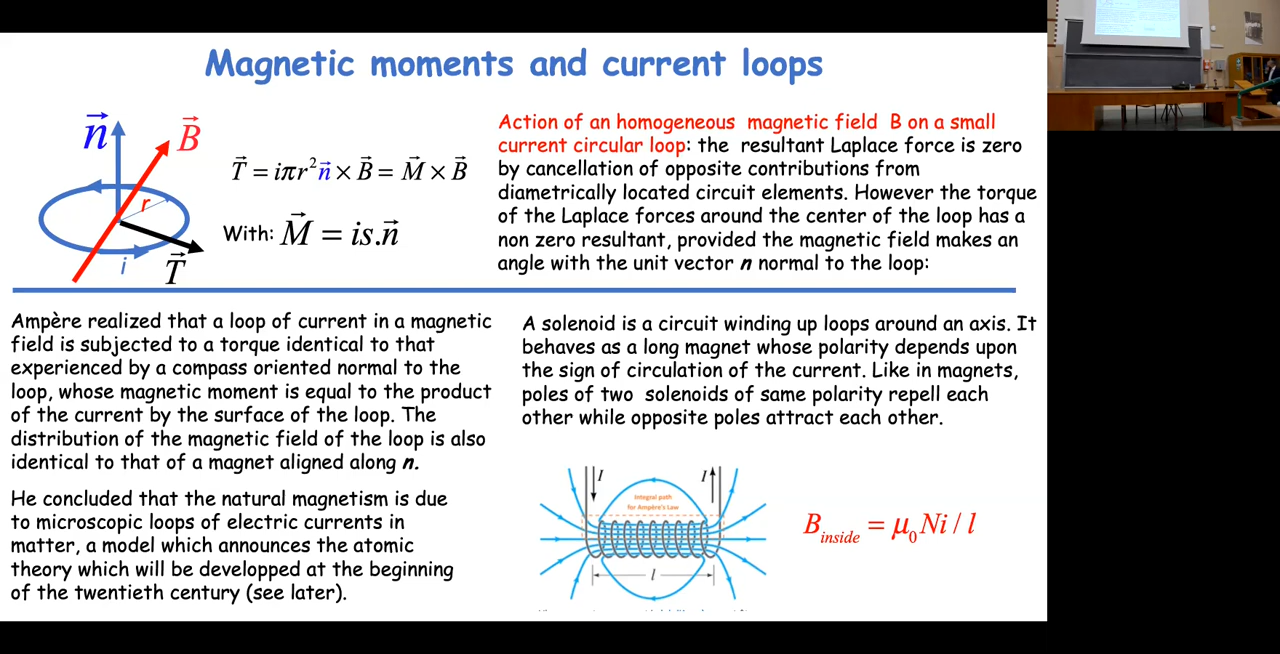 Magnetic moments and current loops
n
B
r
i
T
T = iπr²n × B = M × B
With: M = is.n
Action of an homogeneous magnetic field B on a small
current circular loop: the resultant Laplace force is zero
by cancellation of opposite contributions from
diametrically located circuit elements. However the torque
of the Laplace forces around the center of the loop has a
non zero resultant, provided the magnetic field makes an
angle with the unit vector n normal to the loop:
Ampère realized that a loop of current in a magnetic
field is subjected to a torque identical to that
experienced by a compass oriented normal to the
loop, whose magnetic moment is equal to the product
of the current by the surface of the loop. The
distribution of the magnetic field of the loop is also
identical to that of a magnet aligned along n.
He concluded that the natural magnetism is due
to microscopic loops of electric currents in
matter, a model which announces the atomic
theory which will be developped at the beginning
of the twentieth century (see later).
A solenoid is a circuit winding up loops around an axis. It
behaves as a long magnet whose polarity depends upon
the sign of circulation of the current. Like in magnets,
poles of two solenoids of same polarity repell each
other while opposite poles attract each other.
I
I
Integral path
for Ampère's Law
l
B inside = μ₀Ni / l